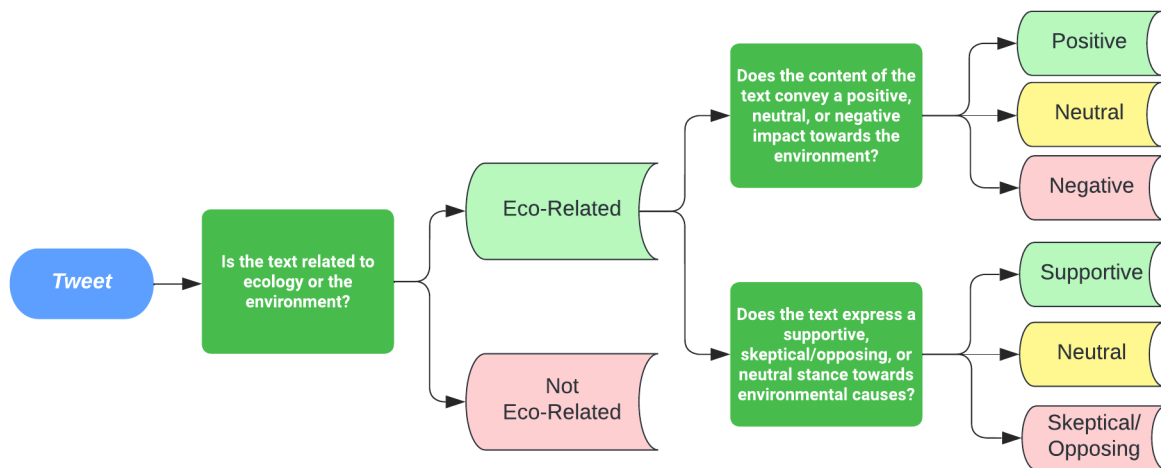 Tweet
Is the text related to
ecology or the
environment?
Eco-Related
Not
Eco-Related
Does the content of the
text convey a positive,
neutral, or negative
impact towards the
environment?
Positive
Neutral
Negative
Does the text express a
supportive,
skeptical/opposing, or
neutral stance towards
environmental causes?
Supportive
Neutral
Skeptical/
Opposing